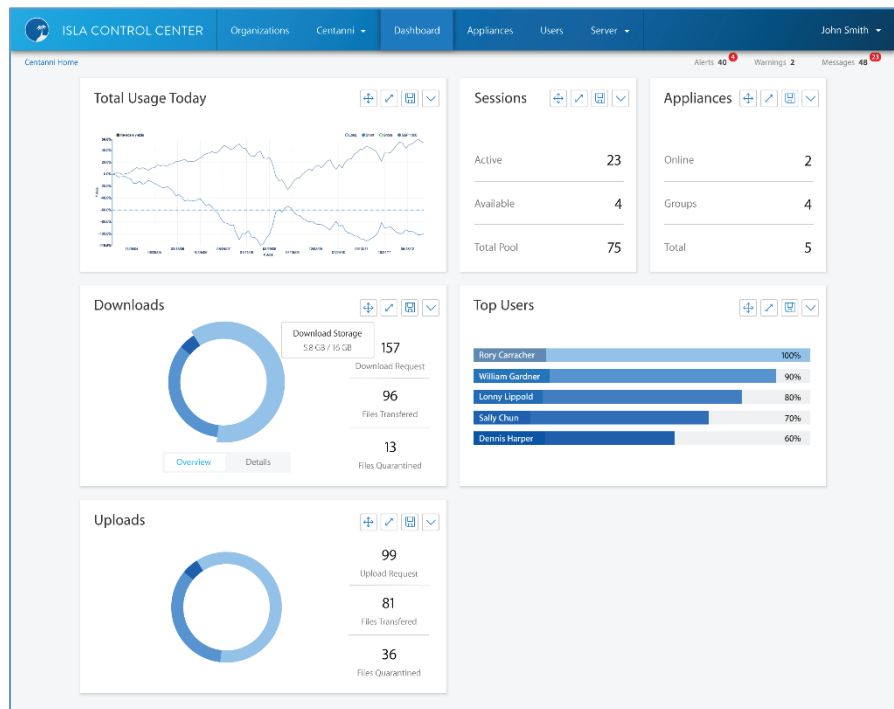 ISLA CONTROL CENTER
Organizations
Centanni
Dashboard
Appliances
Users
Server
John Smith
Centanni Home
Alerts 40 4
Warnings 2
Messages 48 23
Total Usage Today
Sessions
Active 23
Available 4
Total Pool 75
Appliances
Online 2
Groups 4
Total 5
Downloads
Download Storage
5.8 GB / 16 GB
157
Download Request
96
Files Transfered
13
Files Quarantined
Overview
Details
Top Users
Rory Carracher 100%
William Gardner 90%
Lonny Lippold 80%
Sally Chun 70%
Dennis Harper 60%
Uploads
99
Upload Request
81
Files Transfered
36
Files Quarantined